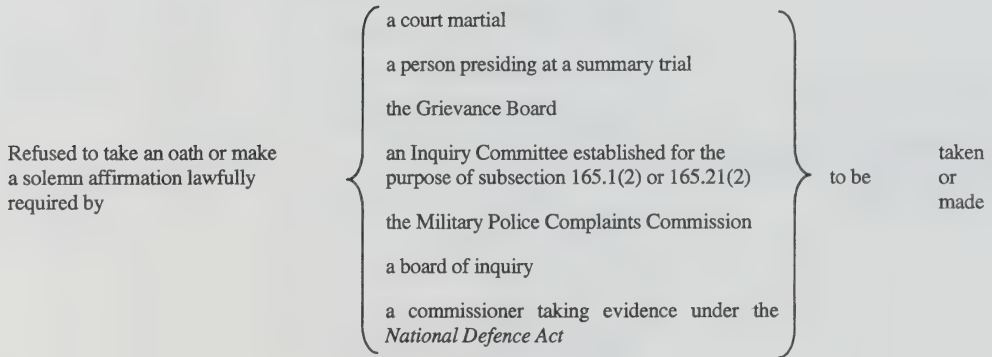 Refused to take an oath or make
a solemn affirmation lawfully
required by
a court martial
a person presiding at a summary trial
the Grievance Board
an Inquiry Committee established for the
purpose of subsection 165.1(2) or 165.21(2)
the Military Police Complaints Commission
a board of inquiry
a commissioner taking evidence under the
National Defence Act
to be
taken
or
made